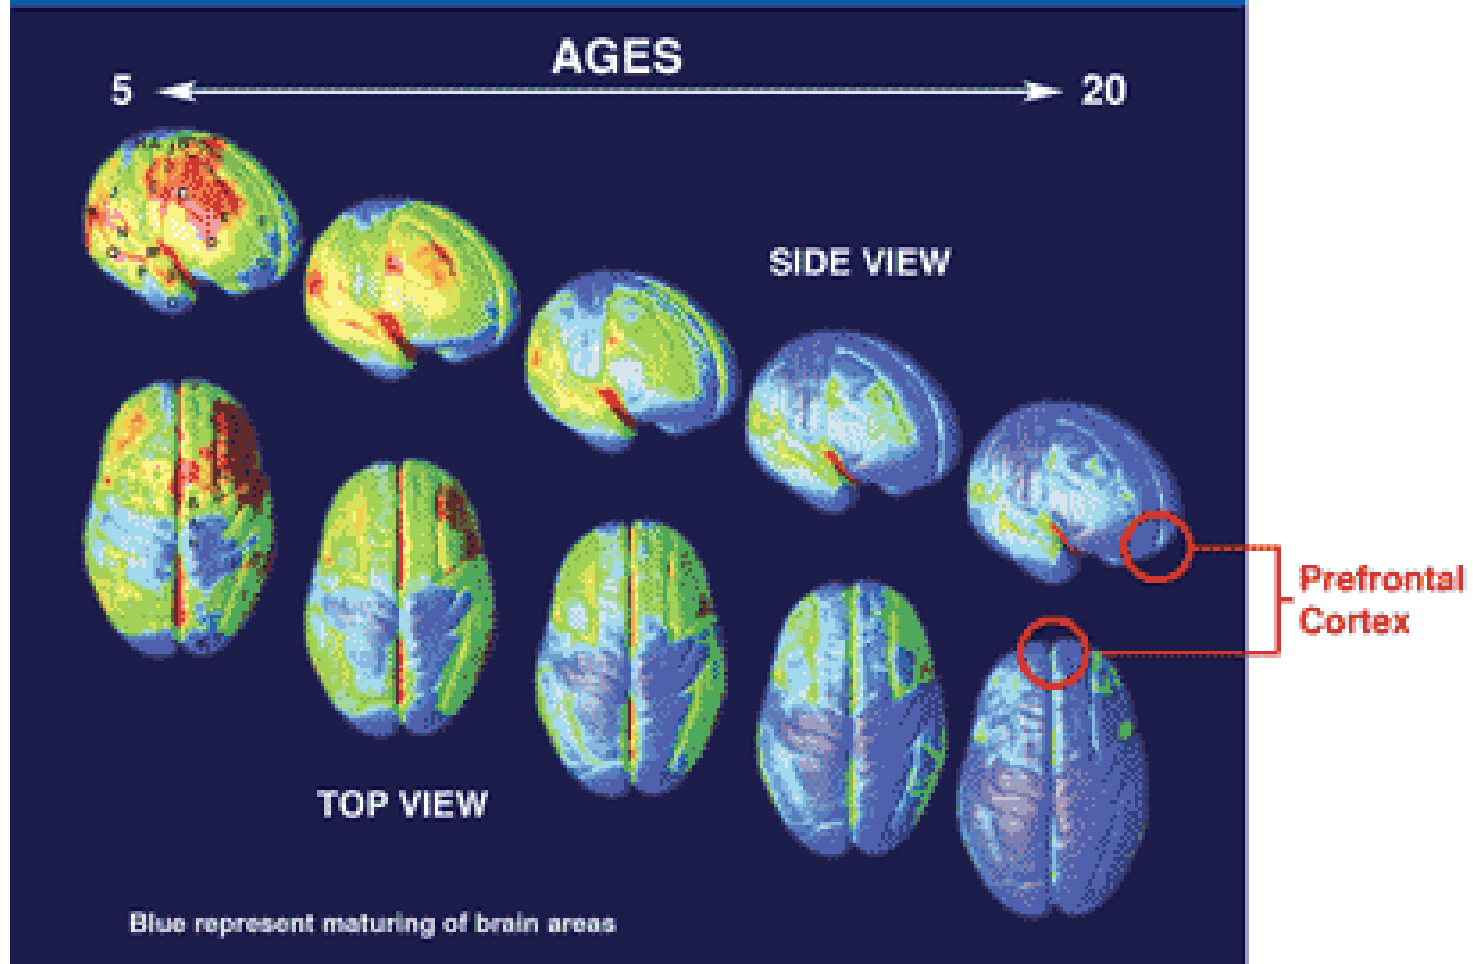 AGES
5 20
SIDE VIEW
Prefrontal
Cortex
TOP VIEW
Blue represent maturing of brain areas